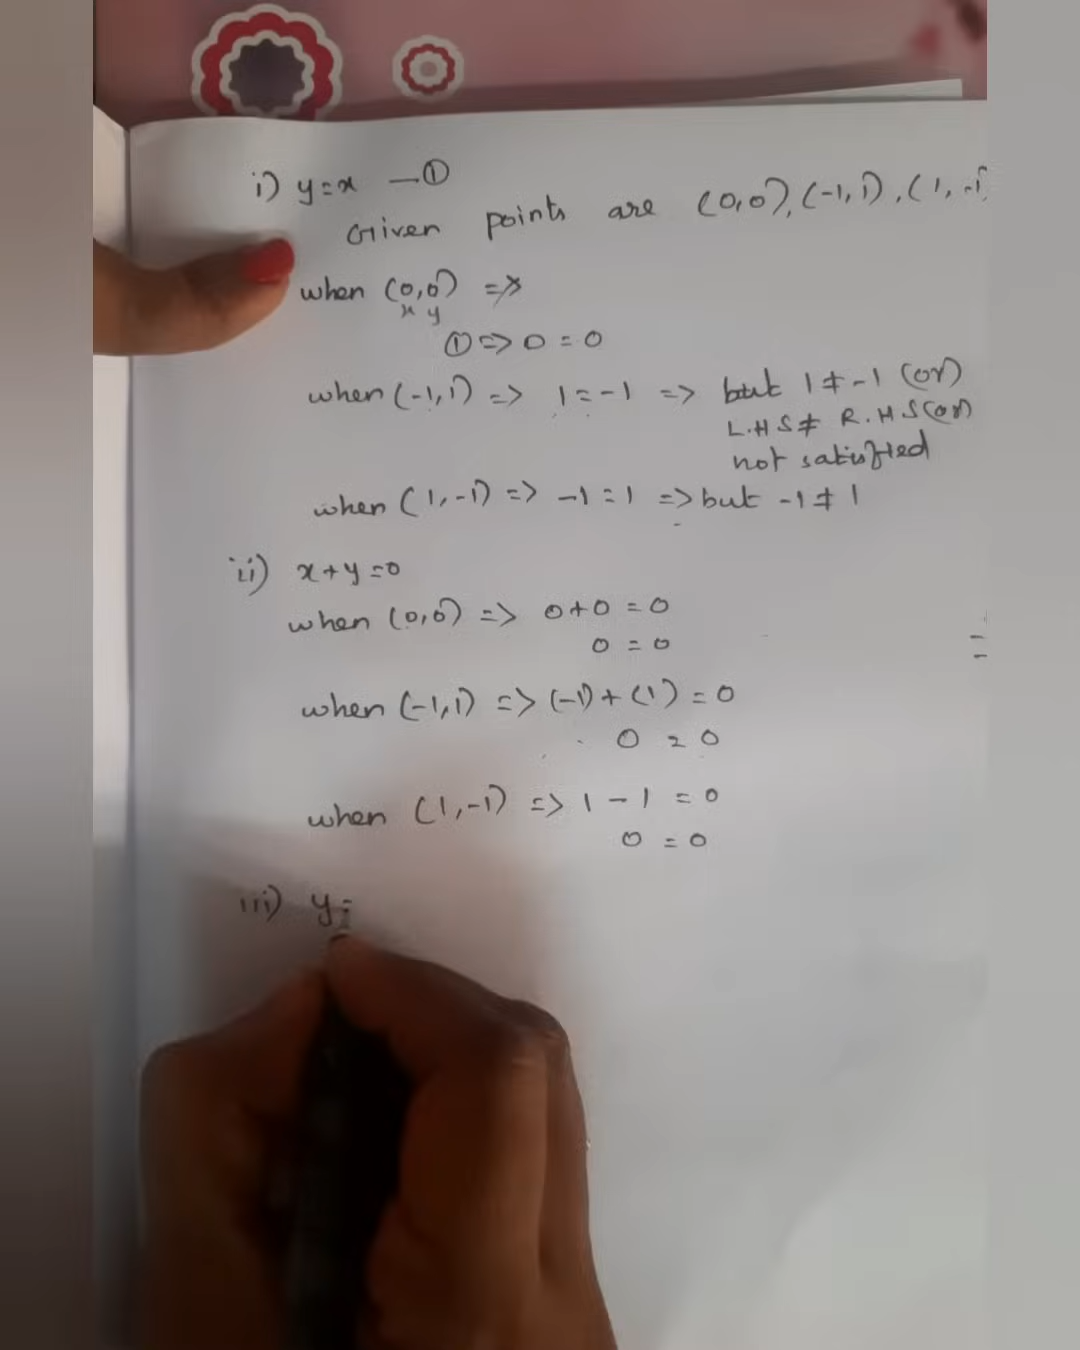 i) y=x —①
Given points are (0,0), (-1,1), (1,-1)
when (0,0) =>
x y
①=> 0 = 0
when (-1,1) => 1 = -1 => but 1 ≠ -1 (or)
L.H.S ≠ R.H.S (or)
not satisfied
when (1,-1) => -1 = 1 => but -1 ≠ 1
ii) x+y=0
when (0,0) => 0+0 = 0
0 = 0
when (-1,1) => (-1)+(1) = 0
0 = 0
when (1,-1) => 1 - 1 = 0
0 = 0
iii) y=